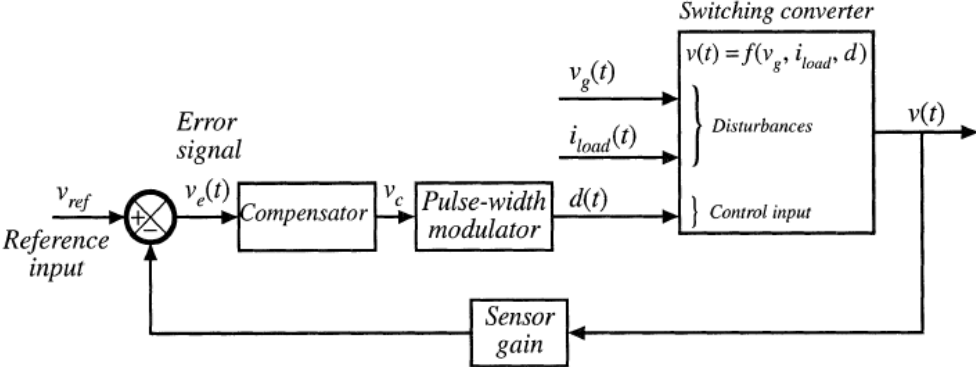 Switching converter
v(t) = f(v_g, i_load, d)
v_g(t)
Disturbances
i_load(t)
v(t)
Error
signal
v_ref
+
−
v_e(t)
Compensator
v_c
Pulse-width
modulator
d(t)
} Control input
Reference
input
Sensor
gain